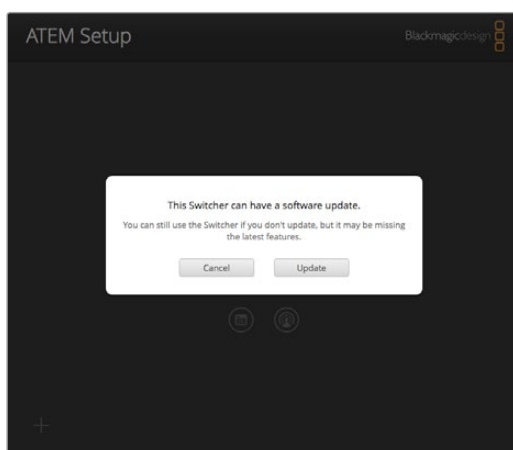 ATEM Setup
Blackmagicdesign
This Switcher can have a software update.
You can still use the Switcher if you don't update, but it may be missing
the latest features.
Cancel
Update